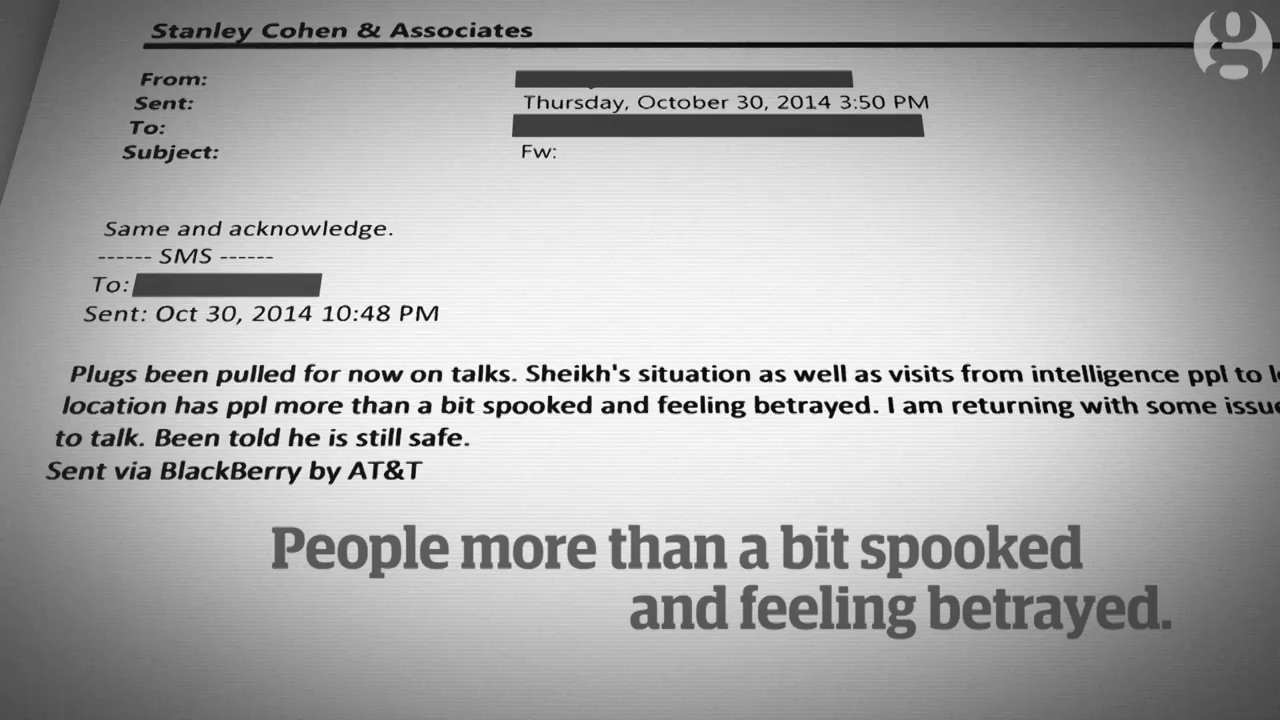 Stanley Cohen & Associates
From:
Sent: Thursday, October 30, 2014 3:50 PM
To:
Subject: Fw:
Same and acknowledge.
------ SMS ------
To:
Sent: Oct 30, 2014 10:48 PM
Plugs been pulled for now on talks. Sheikh's situation as well as visits from intelligence ppl to
location has ppl more than a bit spooked and feeling betrayed. I am returning with some
to talk. Been told he is still safe.
Sent via BlackBerry by AT&T
People more than a bit spooked
and feeling betrayed.